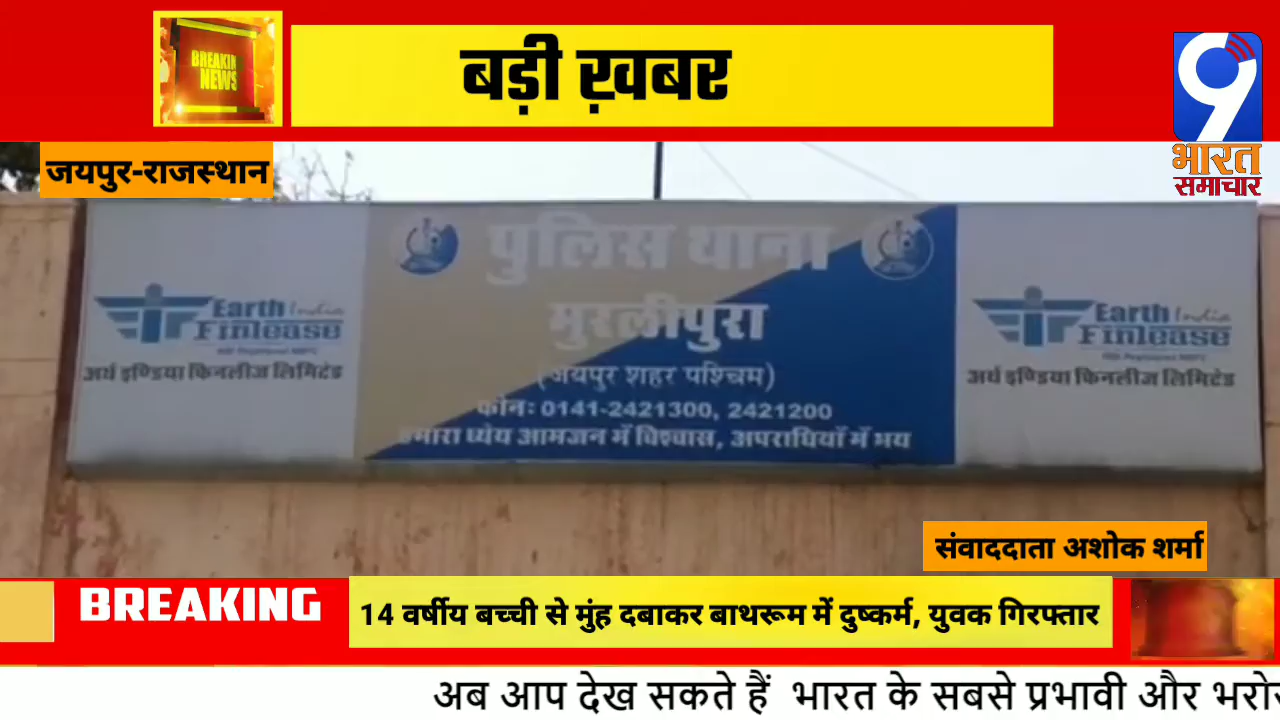 BREAKIN
NEWS
बड़ी ख़बर
9
भारत
समाचार
जयपुर-राजस्थान
पुलिस थाना
मुरलीपुरा
(जयपुर शहर पश्चिम)
फोन: 0141-2421300, 2421200
हमारा ध्येय आमजन में विश्वास, अपराधियों में भय
Earth India
Finlease
अर्थ इण्डिया फिनलीज लिमिटेड
Earth India
Finlease
अर्थ इण्डिया फिनलीज लिमिटेड
संवाददाता अशोक शर्मा
BREAKING
14 वर्षीय बच्ची से मुंह दबाकर बाथरूम में दुष्कर्म, युवक गिरफ्तार
अब आप देख सकते हैं भारत के सबसे प्रभावी और